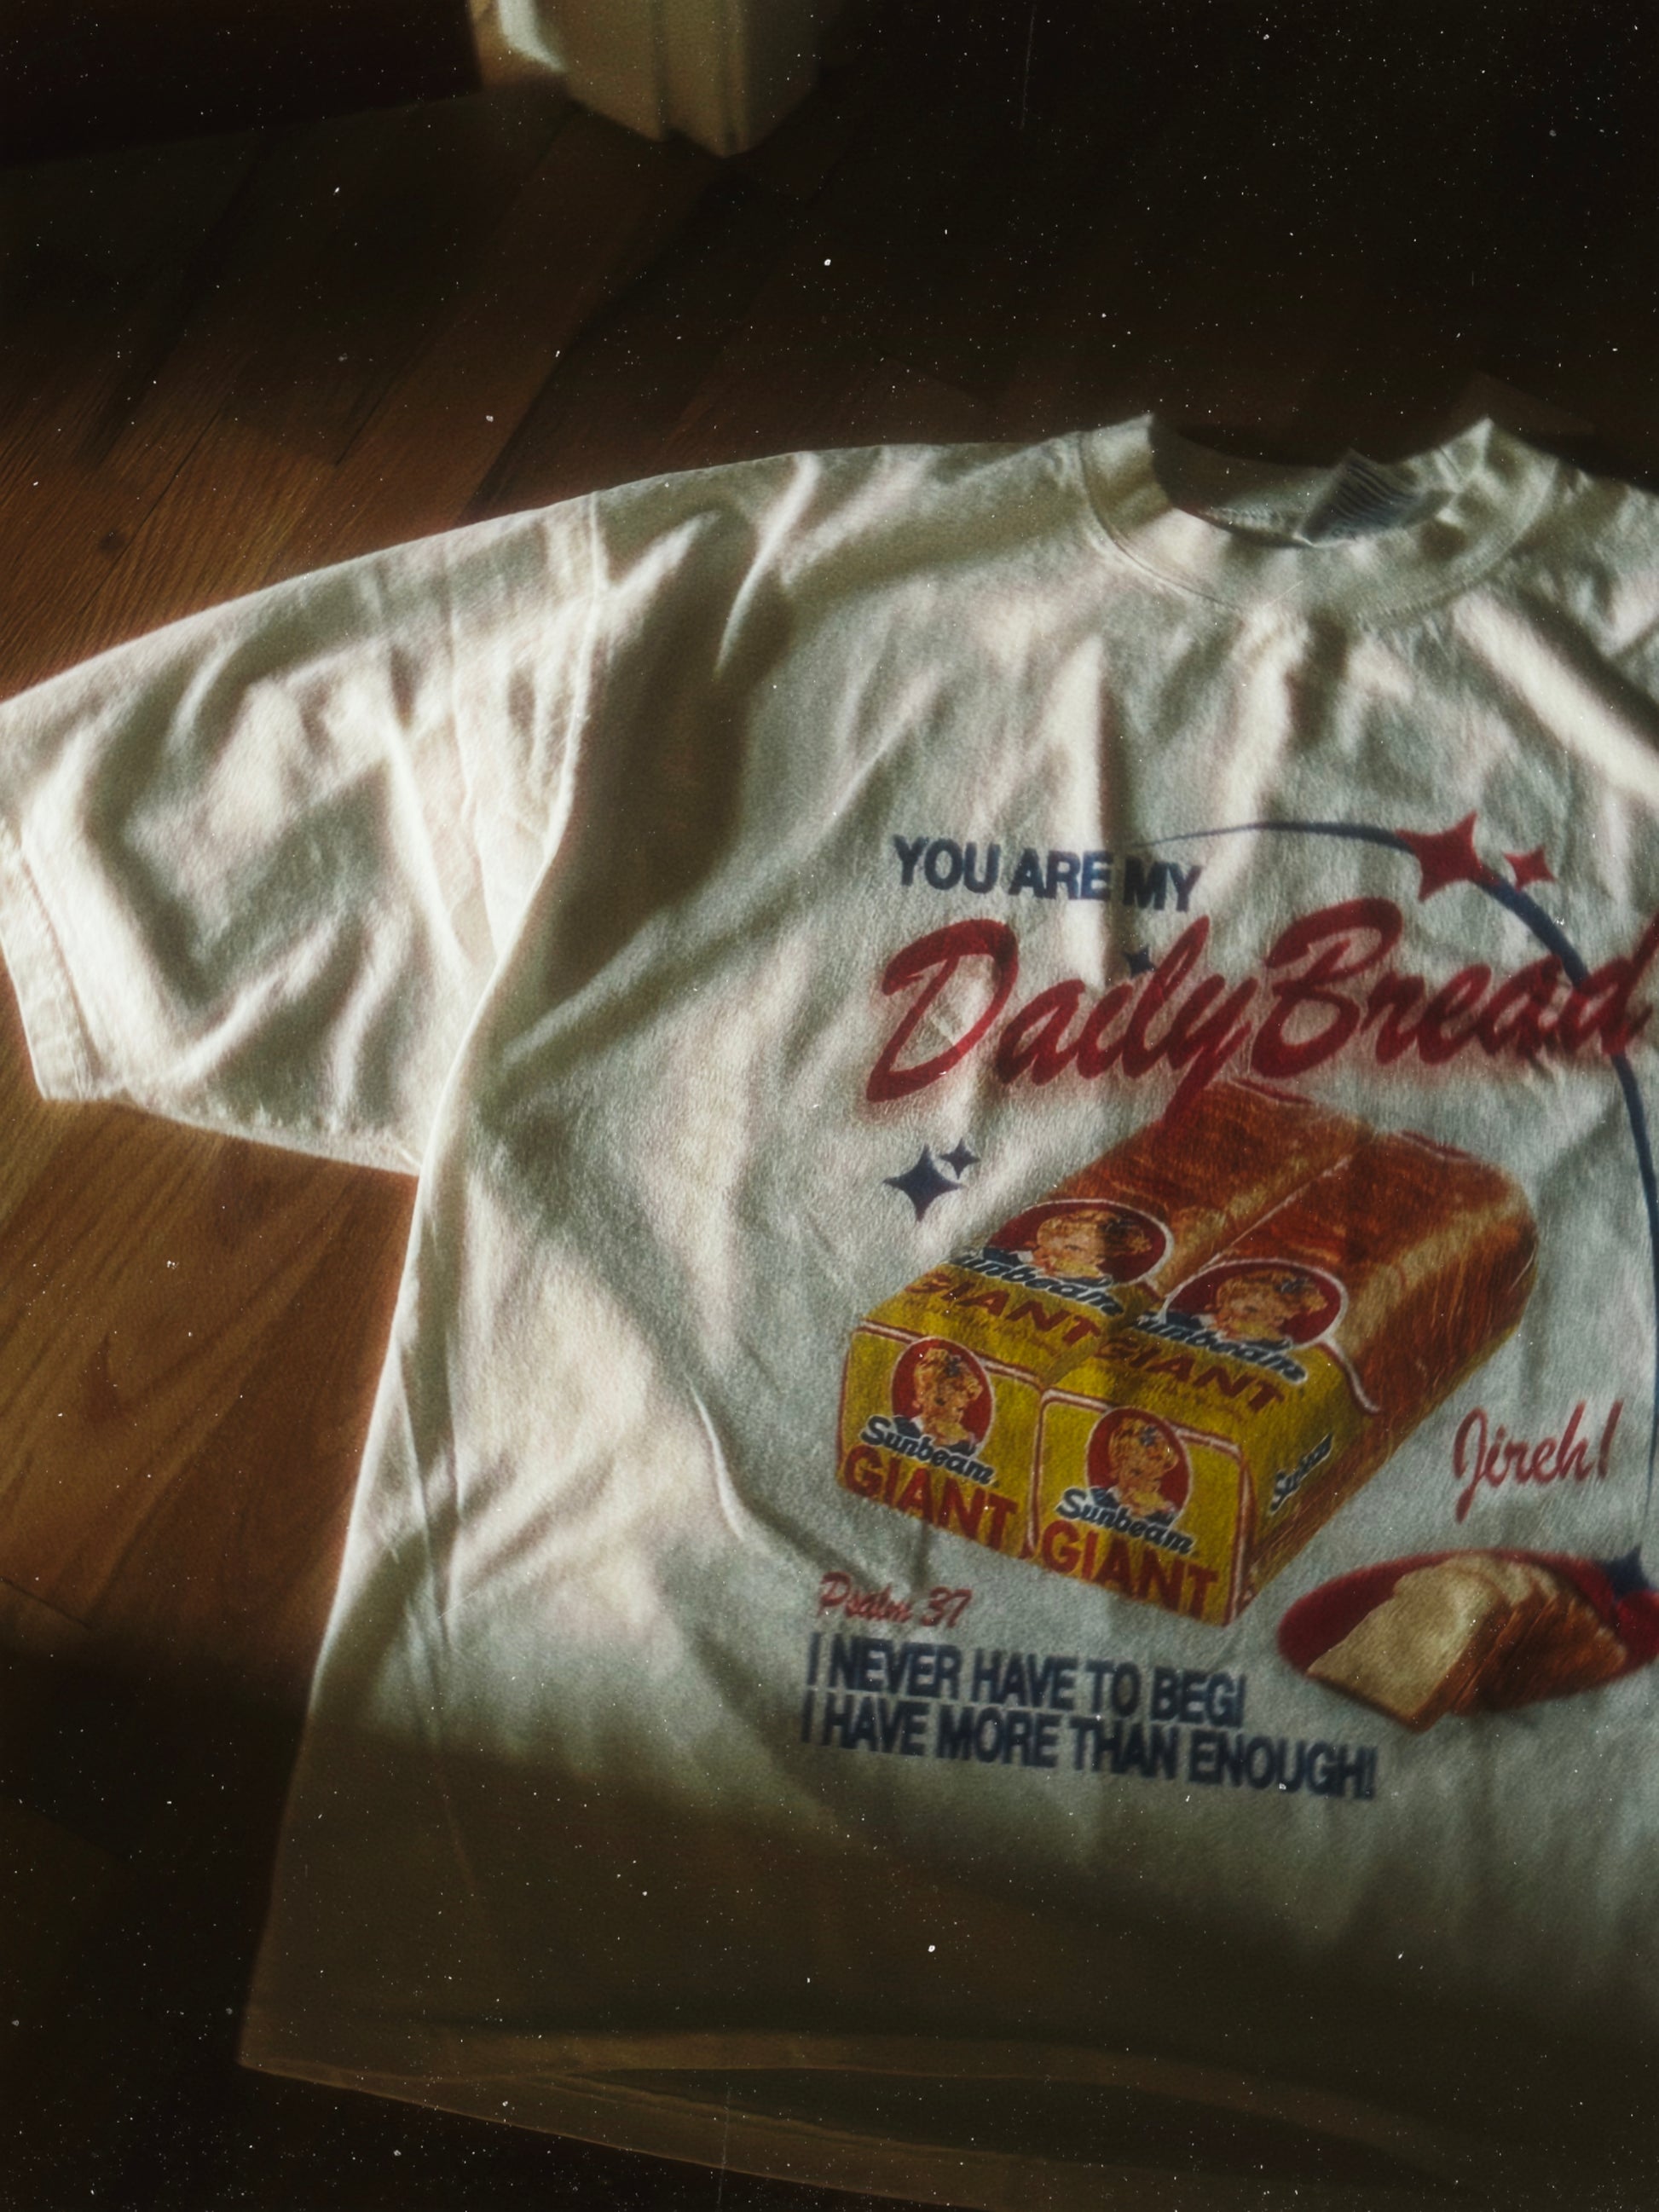 YOU ARE MY
Daily Bread
Sunbeam
GIANT
Sunbeam
GIANT
Sunbeam
GIANT
Sunbeam
GIANT
Jireh!
Psalm 37
I NEVER HAVE TO BEG!
I HAVE MORE THAN ENOUGH!